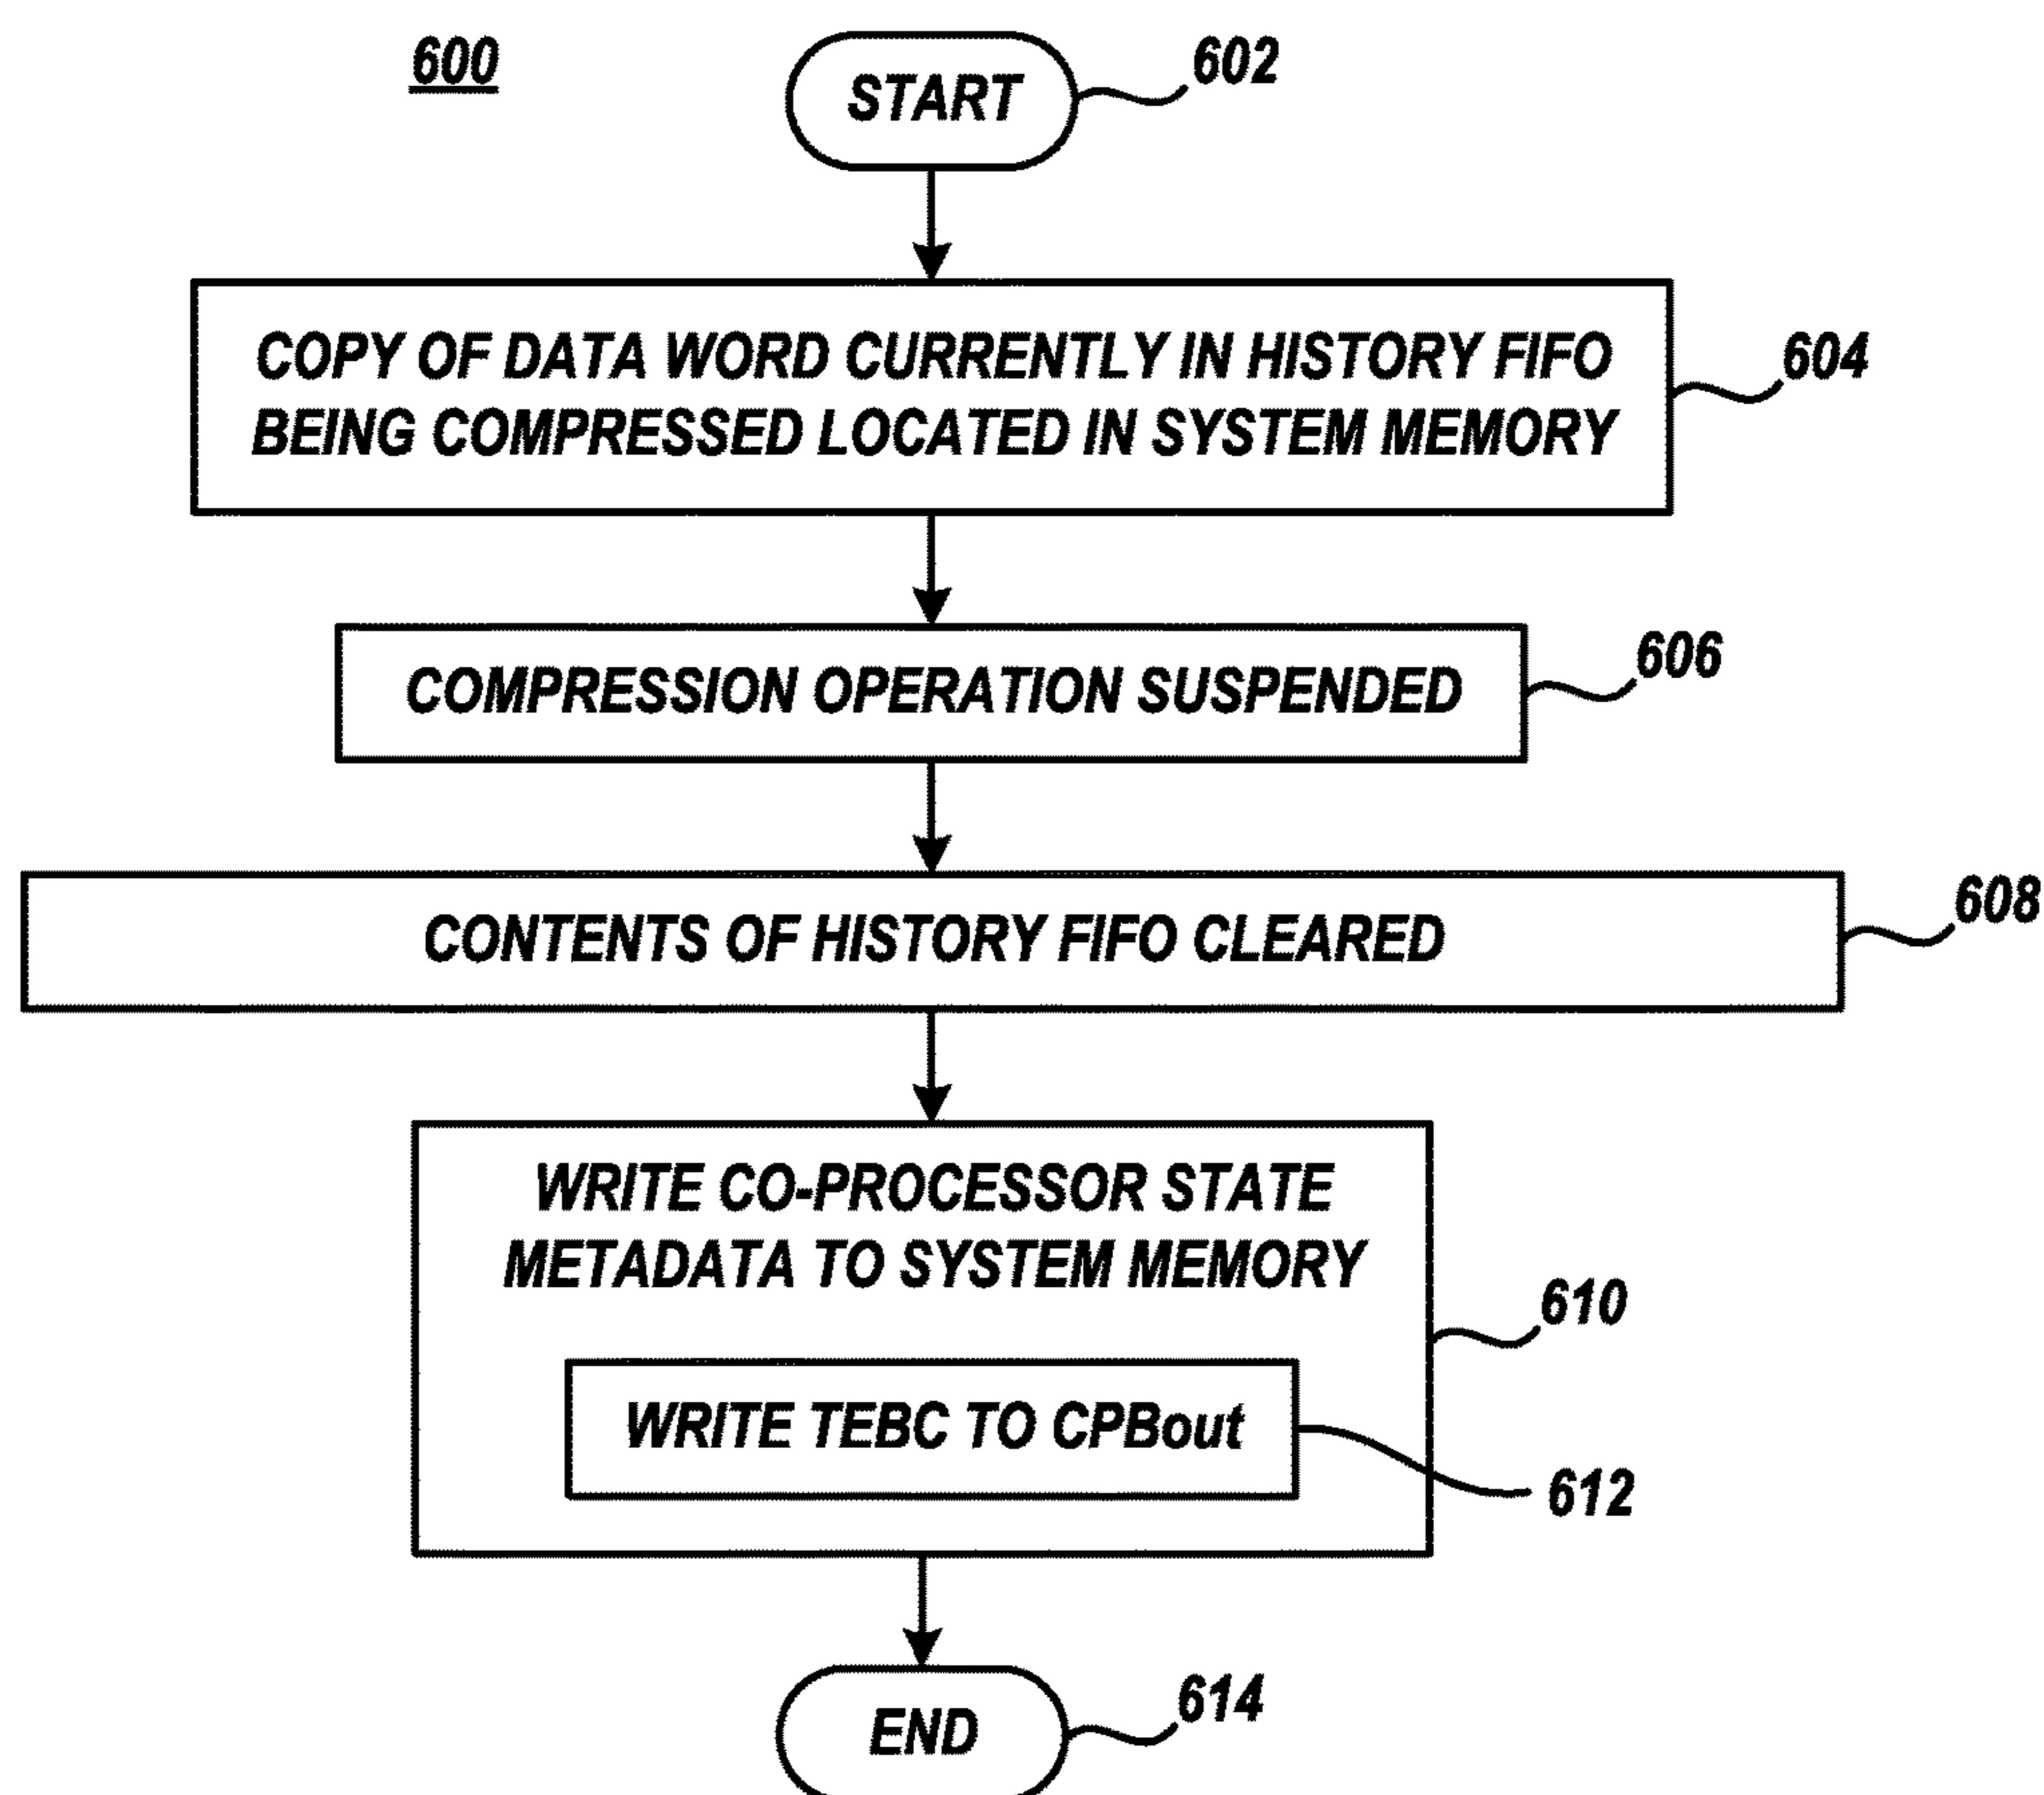 600
START
602
COPY OF DATA WORD CURRENTLY IN HISTORY FIFO
BEING COMPRESSED LOCATED IN SYSTEM MEMORY
604
COMPRESSION OPERATION SUSPENDED
606
CONTENTS OF HISTORY FIFO CLEARED
608
WRITE CO-PROCESSOR STATE
METADATA TO SYSTEM MEMORY
610
WRITE TEBC TO CPBout
612
END
614